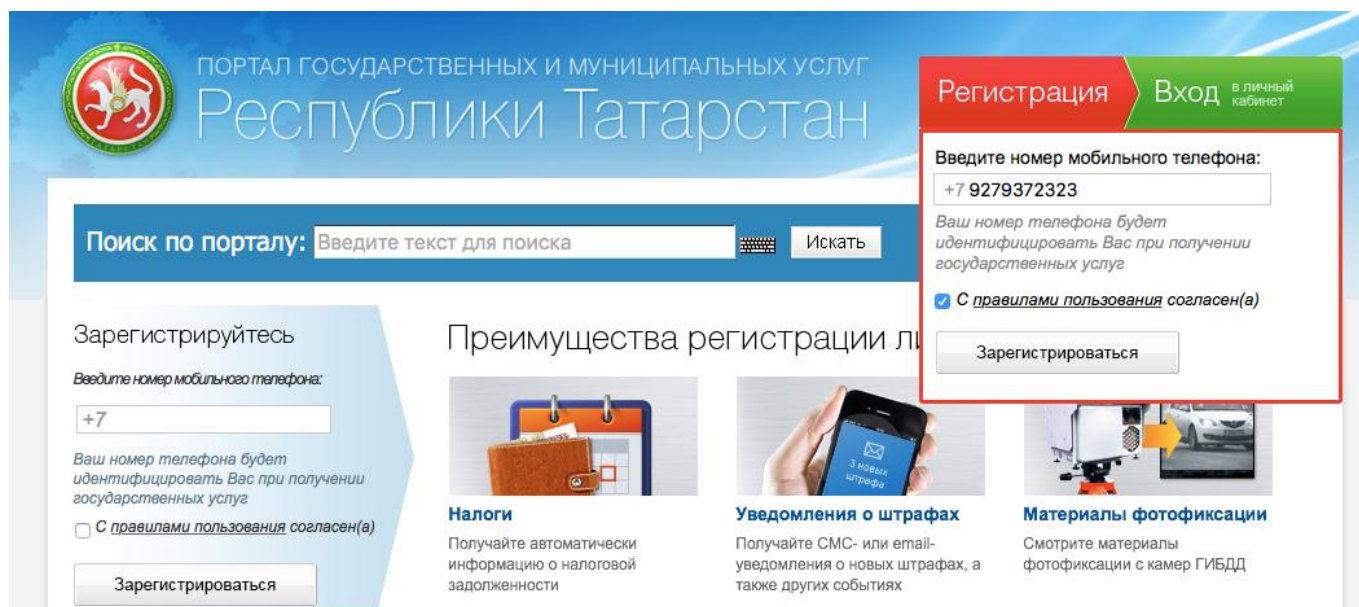 ПОРТАЛ ГОСУДАРСТВЕННЫХ И МУНИЦИПАЛЬНЫХ УСЛУГ
Республики Татарстан
ТАТАРСТАН
Регистрация
Вход в личный кабинет
Введите номер мобильного телефона:
+7 9279372323
Ваш номер телефона будет
идентифицировать Вас при получении
государственных услуг
С правилами пользования согласен(а)
Зарегистрироваться
Поиск по порталу: Введите текст для поиска Искать
Зарегистрируйтесь
Введите номер мобильного телефона:
+7
Ваш номер телефона будет
идентифицировать Вас при получении
государственных услуг
С правилами пользования согласен(а)
Зарегистрироваться
Преимущества регистрации
3 новых
штрафа
Налоги
Получайте автоматически
информацию о налоговой
задолженности
Уведомления о штрафах
Получайте СМС- или email-
уведомления о новых штрафах, а
также других событиях
Материалы фотофиксации
Смотрите материалы
фотофиксации с камер ГИБДД